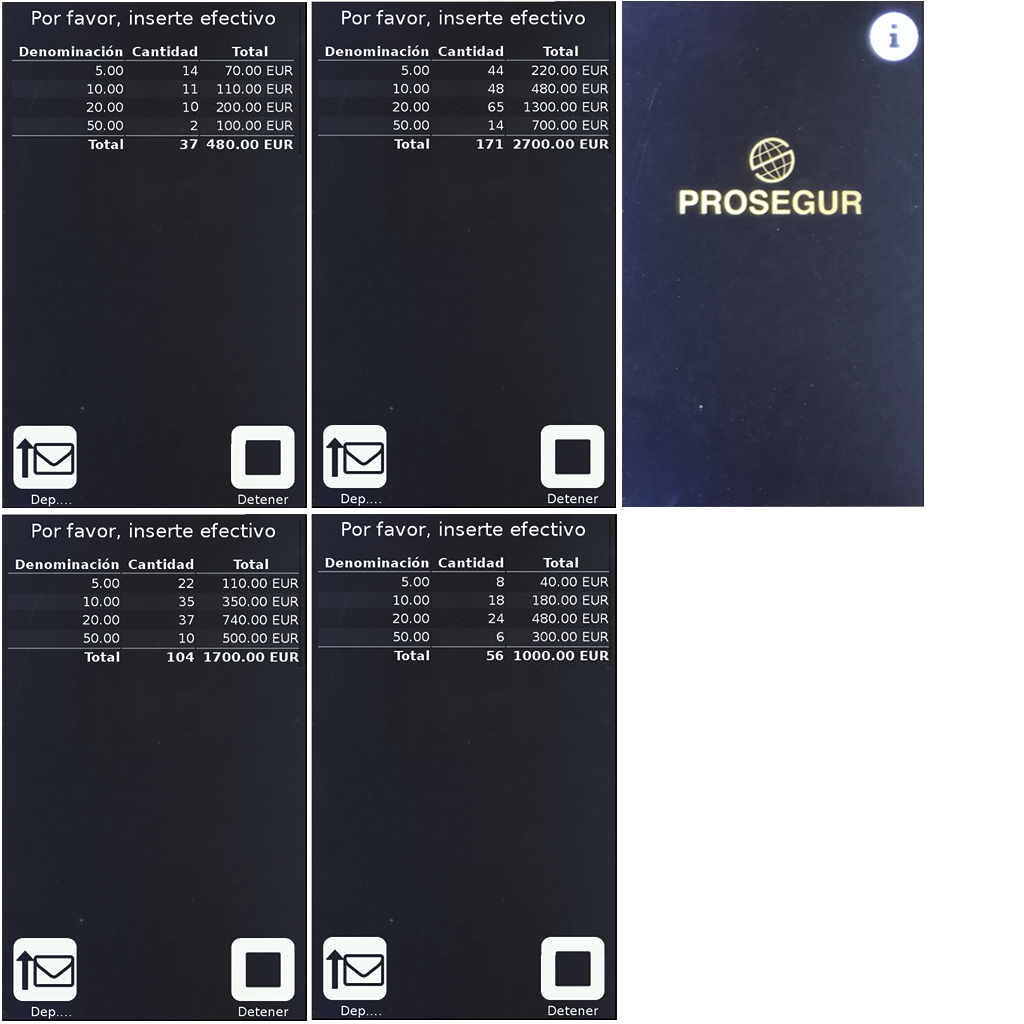 Por favor, inserte efectivo
Denominación Cantidad Total
5.00 14 70.00 EUR
10.00 11 110.00 EUR
20.00 10 200.00 EUR
50.00 2 100.00 EUR
Total 37 480.00 EUR
Dep.... Detener
Por favor, inserte efectivo
Denominación Cantidad Total
5.00 44 220.00 EUR
10.00 48 480.00 EUR
20.00 65 1300.00 EUR
50.00 14 700.00 EUR
Total 171 2700.00 EUR
Dep.... Detener
i
PROSEGUR
Por favor, inserte efectivo
Denominación Cantidad Total
5.00 22 110.00 EUR
10.00 35 350.00 EUR
20.00 37 740.00 EUR
50.00 10 500.00 EUR
Total 104 1700.00 EUR
Dep.... Detener
Por favor, inserte efectivo
Denominación Cantidad Total
5.00 8 40.00 EUR
10.00 18 180.00 EUR
20.00 24 480.00 EUR
50.00 6 300.00 EUR
Total 56 1000.00 EUR
Dep.... Detener